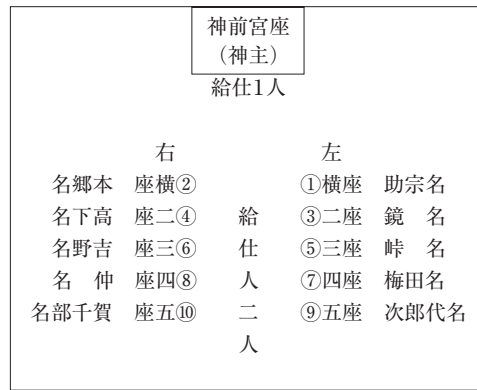 神前宮座
（神主）
給仕1人
右　左
名郷本　座横②　①横座　助宗名
名下高　座二④　給　③二座　鏡　名
名野吉　座三⑥　仕　⑤三座　峠　名
名　仲　座四⑧　人　⑦四座　梅田名
名部千賀　座五⑩　二　⑨五座　次郎代名
人